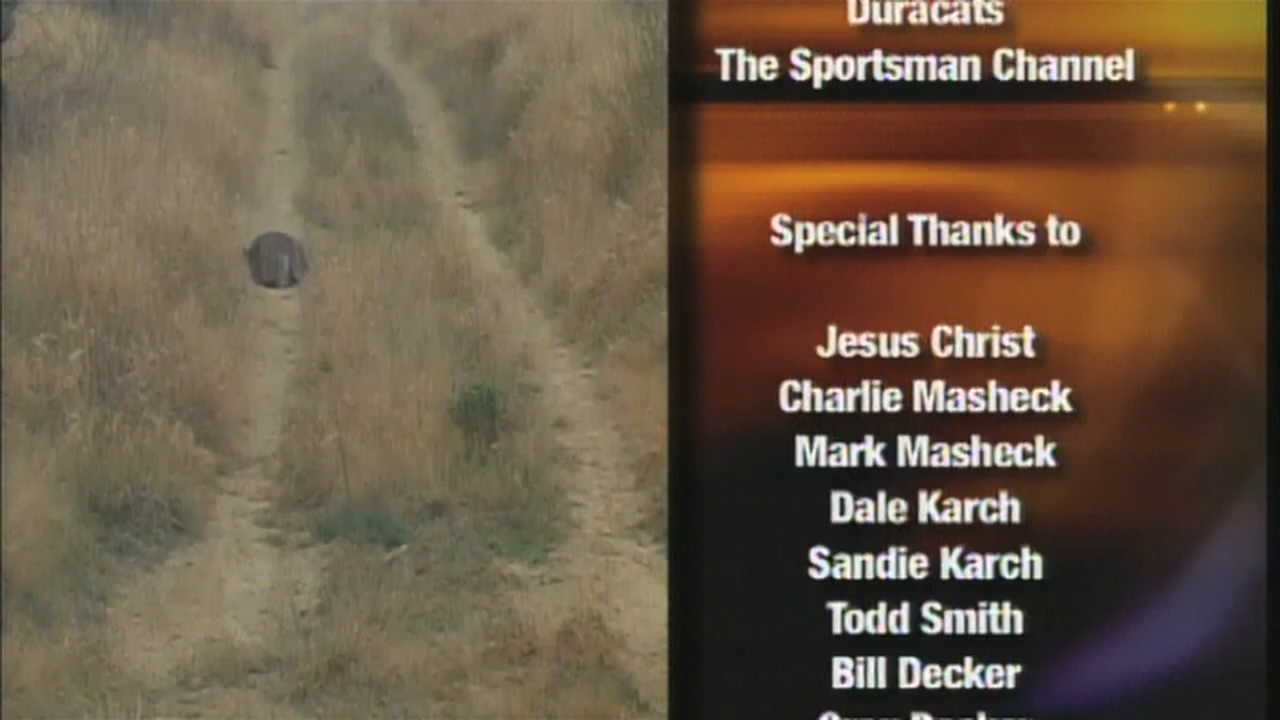 Duracats
The Sportsman Channel
Special Thanks to
Jesus Christ
Charlie Masheck
Mark Masheck
Dale Karch
Sandie Karch
Todd Smith
Bill Decker